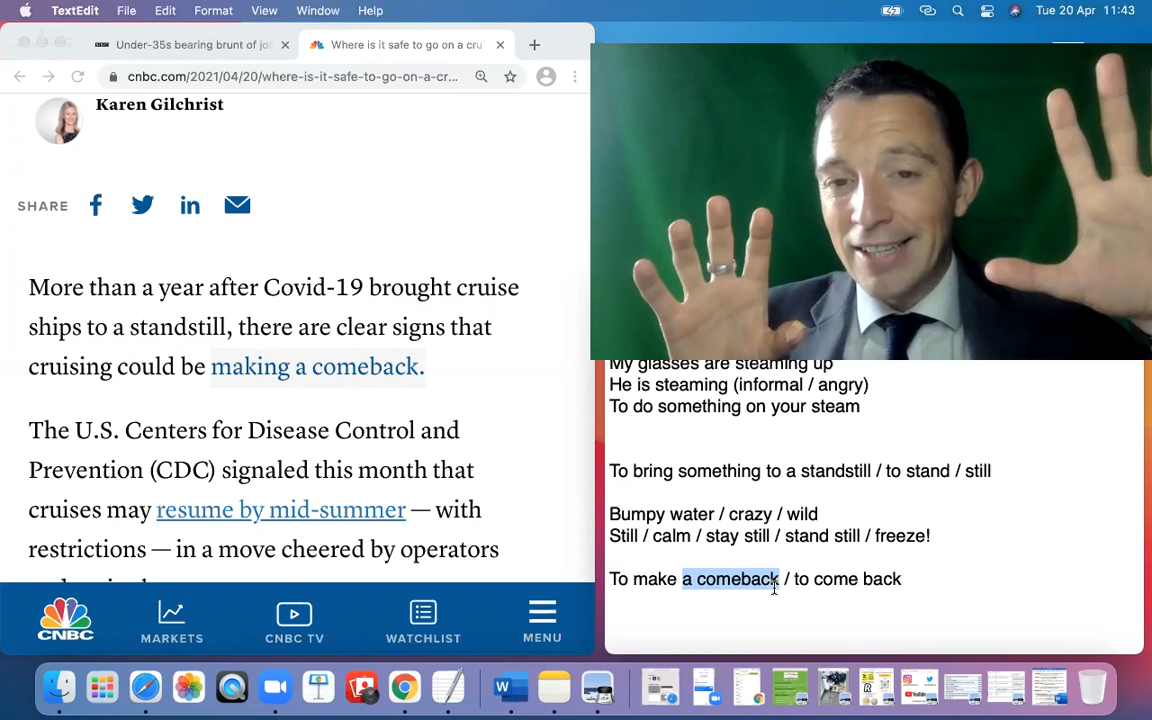 TextEdit File Edit Format View Window Help Tue 20 Apr 11:43
Under-35s bearing brunt of jo
Where is it safe to go on a cru
cnbc.com/2021/04/20/where-is-it-safe-to-go-on-a-cr...
Karen Gilchrist
SHARE
More than a year after Covid-19 brought cruise
ships to a standstill, there are clear signs that
cruising could be making a comeback.
The U.S. Centers for Disease Control and
Prevention (CDC) signaled this month that
cruises may resume by mid-summer — with
restrictions — in a move cheered by operators
CNBC
MARKETS
CNBC TV
WATCHLIST
MENU
My glasses are steaming up
He is steaming (informal / angry)
To do something on your steam
To bring something to a standstill / to stand / still
Bumpy water / crazy / wild
Still / calm / stay still / stand still / freeze!
To make a comeback / to come back